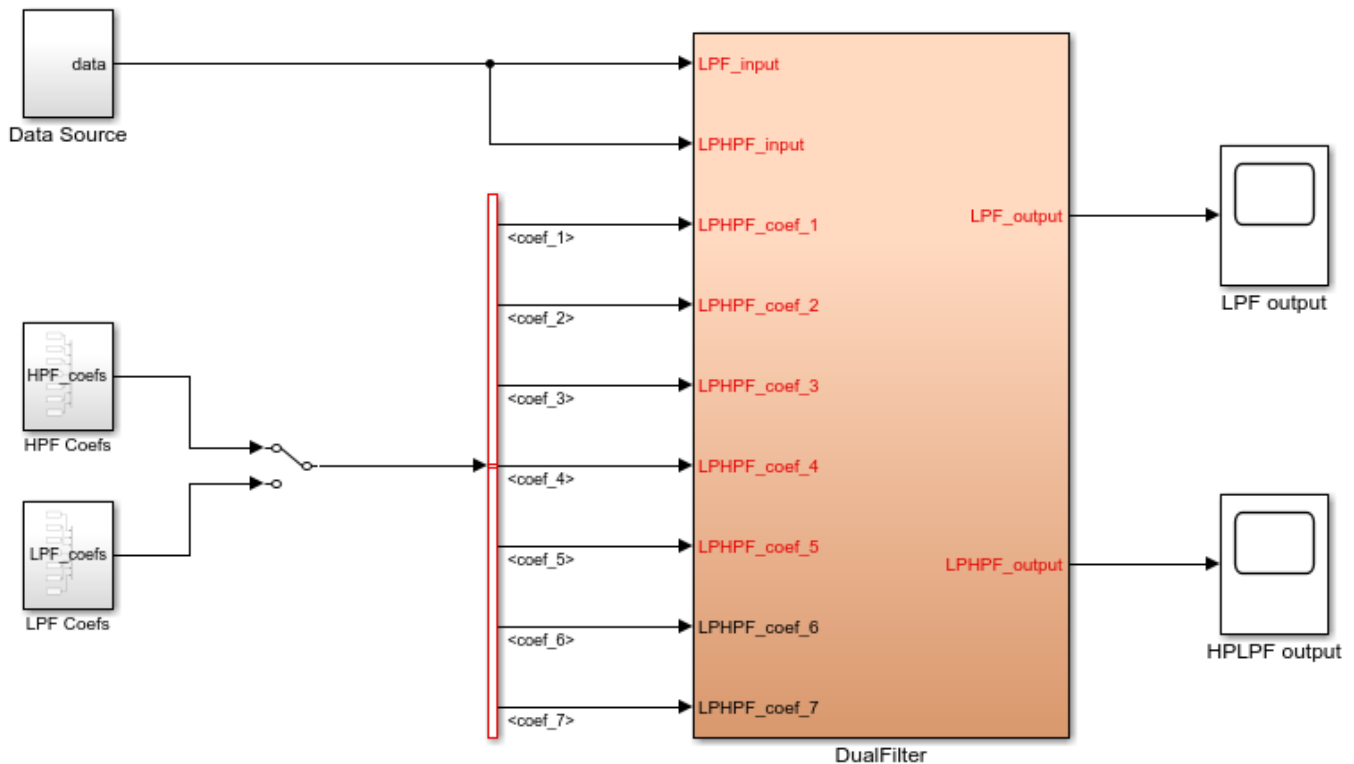 data
Data Source
HPF_coefs
HPF Coefs
LPF_coefs
LPF Coefs
<coef_1>
<coef_2>
<coef_3>
<coef_4>
<coef_5>
<coef_6>
<coef_7>
LPF_input
LPHPF_input
LPHPF_coef_1
LPHPF_coef_2
LPHPF_coef_3
LPHPF_coef_4
LPHPF_coef_5
LPHPF_coef_6
LPHPF_coef_7
LPF_output
LPHPF_output
DualFilter
LPF output
HPLPF output